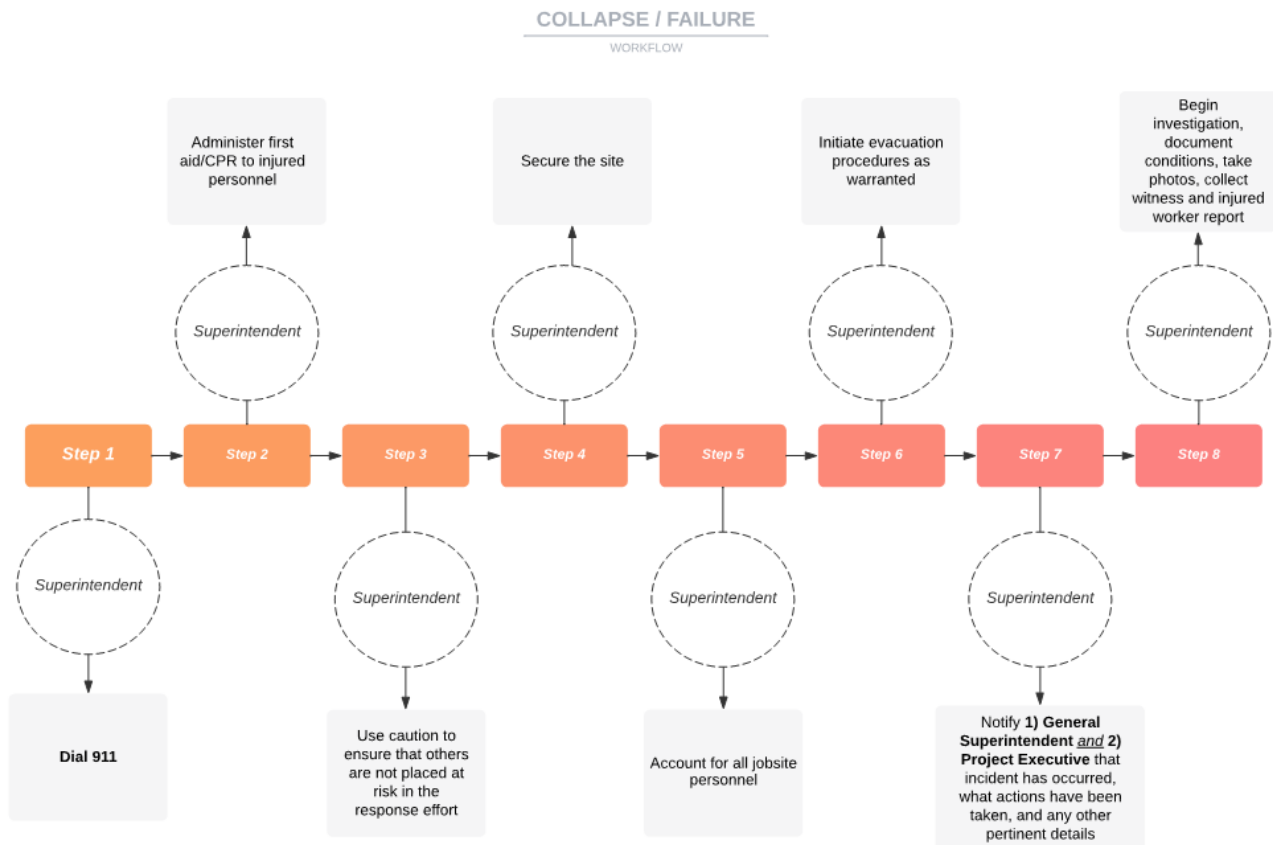 COLLAPSE / FAILURE
WORKFLOW
Administer first
aid/CPR to injured
personnel
Secure the site
Initiate evacuation
procedures as
warranted
Begin
investigation,
document
conditions, take
photos, collect
witness and injured
worker report
Superintendent
Superintendent
Superintendent
Superintendent
Step 1
Step 2
Step 3
Step 4
Step 5
Step 6
Step 7
Step 8
Superintendent
Superintendent
Superintendent
Superintendent
Dial 911
Use caution to
ensure that others
are not placed at
risk in the
response effort
Account for all jobsite
personnel
Notify 1) General
Superintendent and 2)
Project Executive that
incident has occurred,
what actions have been
taken, and any other
pertinent details